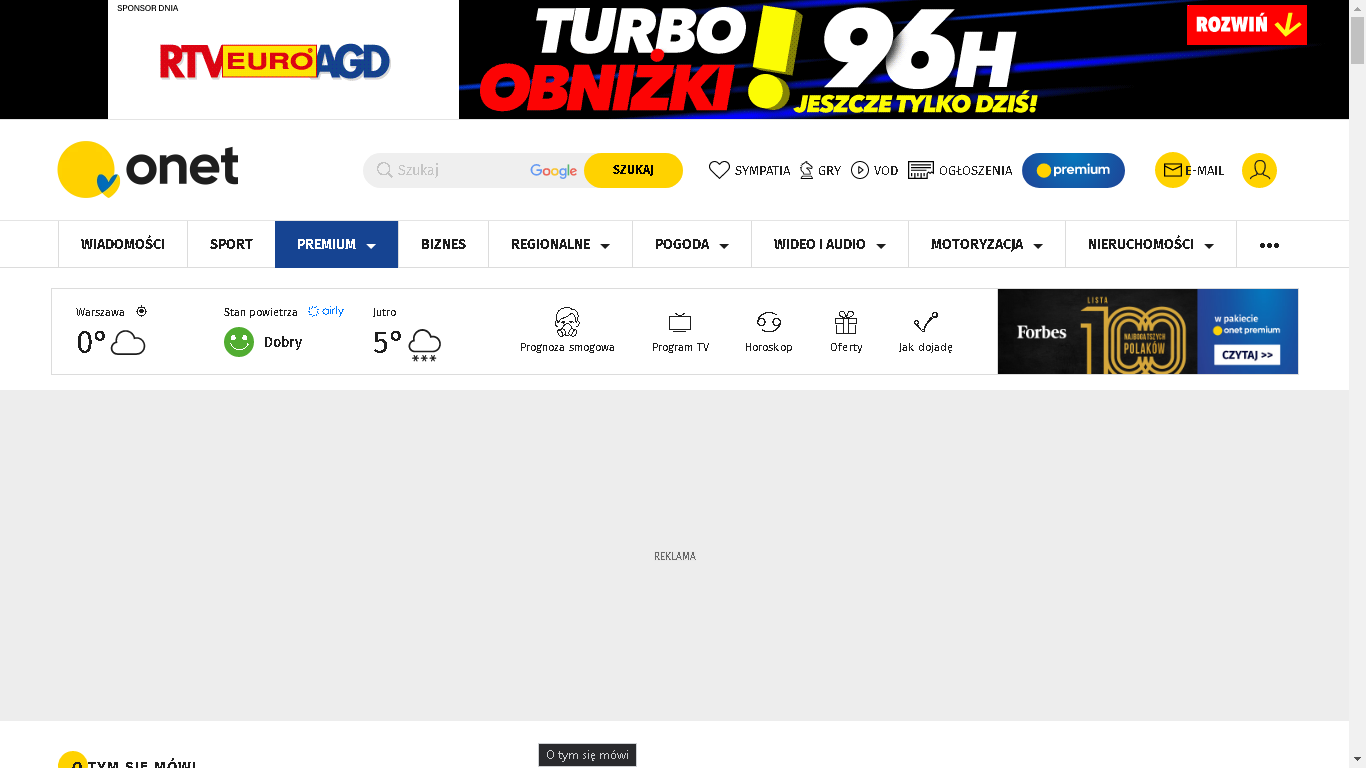 SPONSOR DNIA
RTV EURO AGD
TURBO
OBNIŻKI
! 96H
JESZCZE TYLKO DZIŚ!
ROZWIŃ
onet
Szukaj
Google
SZUKAJ
SYMPATIA
GRY
VOD
OGŁOSZENIA
premium
E-MAIL
WIADOMOŚCI
SPORT
PREMIUM
BIZNES
REGIONALNE
POGODA
WIDEO I AUDIO
MOTORYZACJA
NIERUCHOMOŚCI
Warszawa
0°
Stan powietrza
airly
Dobry
Jutro
5°
Prognoza smogowa
Program TV
Horoskop
Oferty
Jak dojadę
Forbes
LISTA
100
NAJBOGATSZYCH
POLAKÓW
w pakiecie
onet premium
CZYTAJ >>
REKLAMA
O TYM SIĘ MÓWI
O tym się mówi